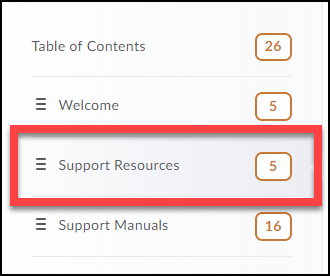 Table of Contents 26
Welcome 5
Support Resources 5
Support Manuals 16